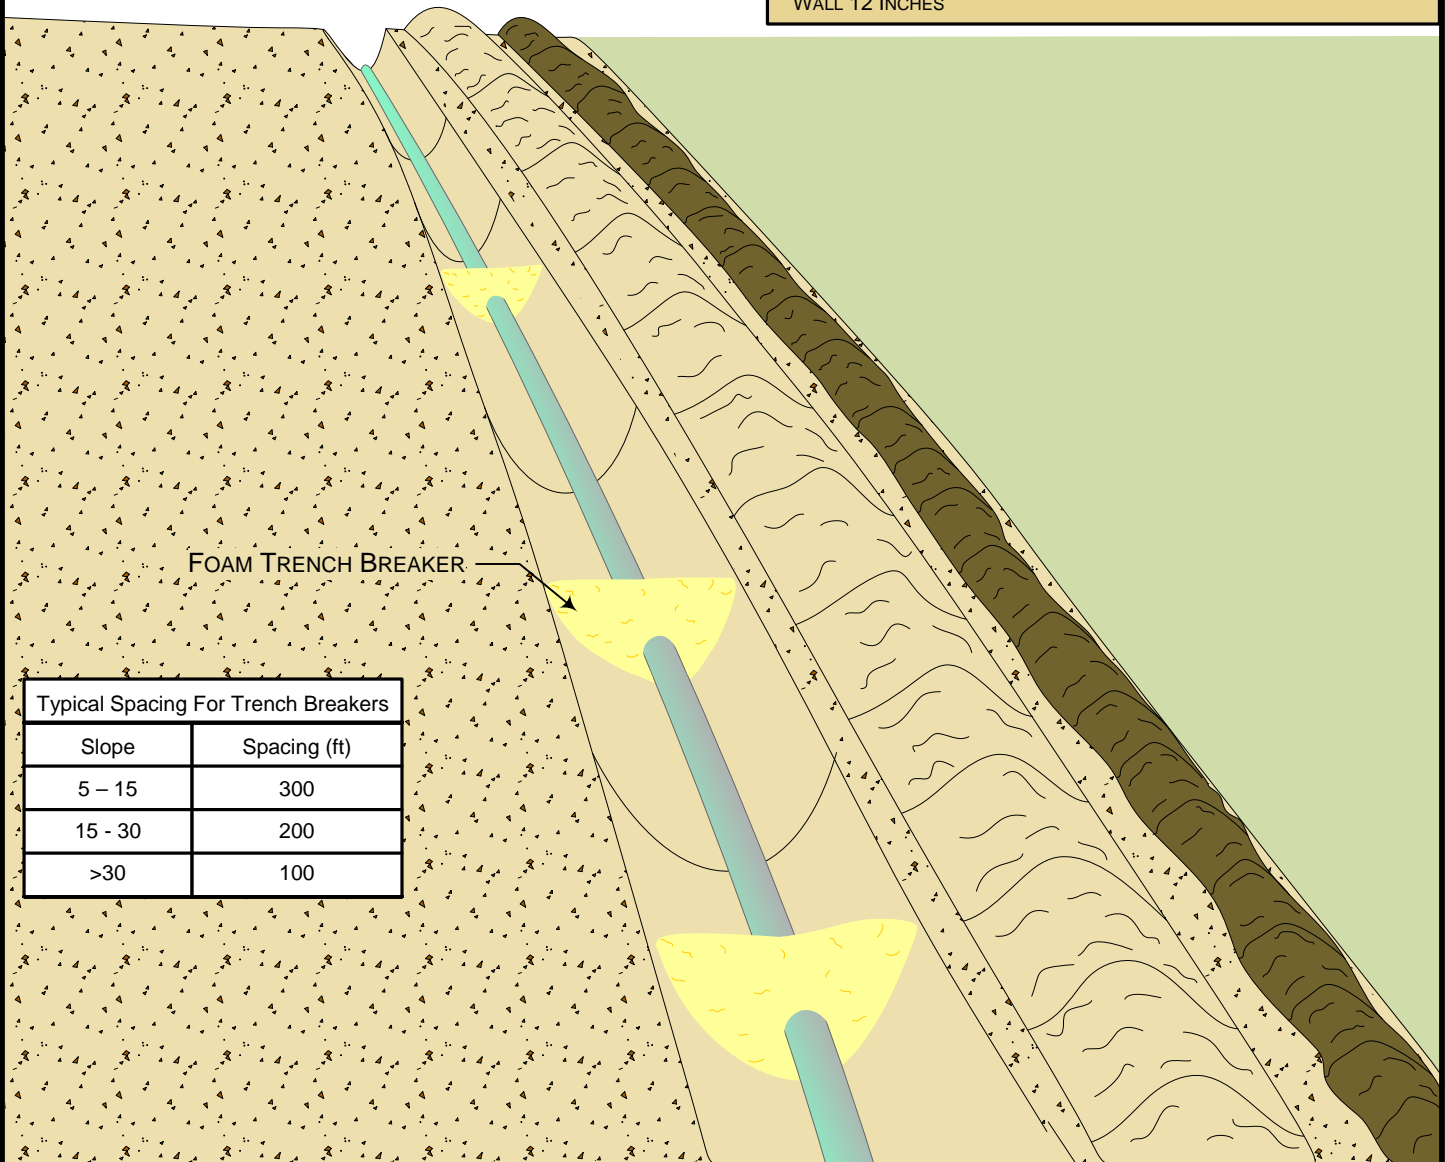 WALL 12 INCHES
FOAM TRENCH BREAKER
Typical Spacing For Trench Breakers
Slope Spacing (ft)
5 – 15 300
15 - 30 200
>30 100